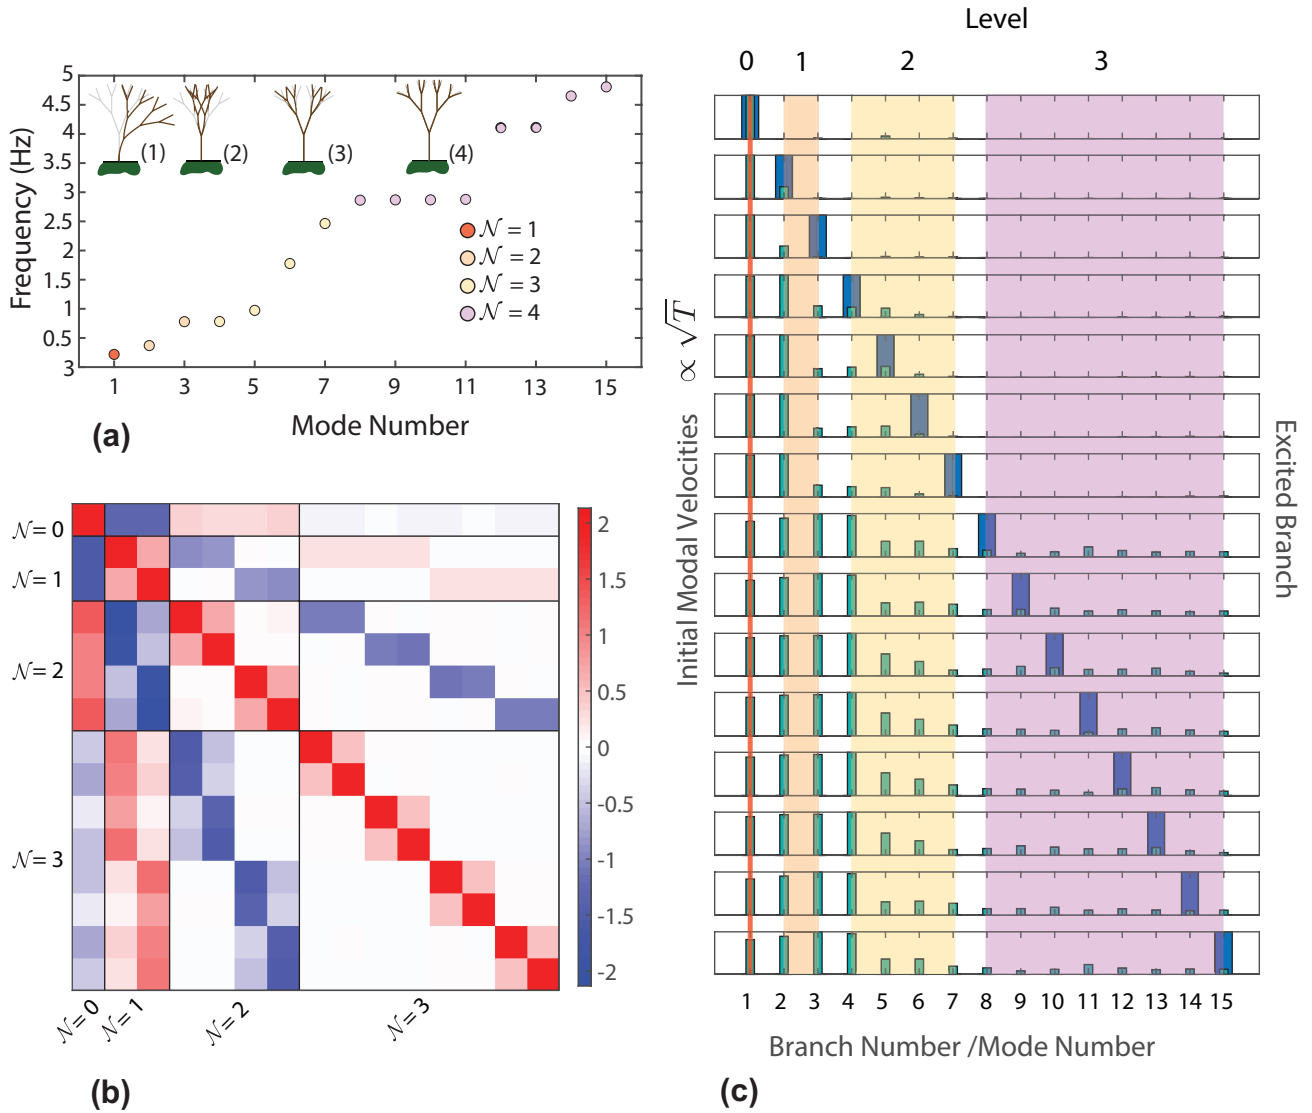 5
4.5
4
3.5
3
2.5
2
1.5
1
0.5
3
Frequency (Hz)
(1)
(2)
(3)
(4)
𝒩 = 1
𝒩 = 2
𝒩 = 3
𝒩 = 4
1 3 5 7 9 11 13 15
Mode Number
(a)
𝒩 = 0
𝒩 = 1
𝒩 = 2
𝒩 = 3
𝒩 = 0 𝒩 = 1 𝒩 = 2 𝒩 = 3
2
1.5
1
0.5
0
-0.5
-1
-1.5
-2
(b)
Level
0 1 2 3
Initial Modal Velocities ∝ √T
Excited Branch
1 2 3 4 5 6 7 8 9 10 11 12 13 14 15
Branch Number /Mode Number
(c)